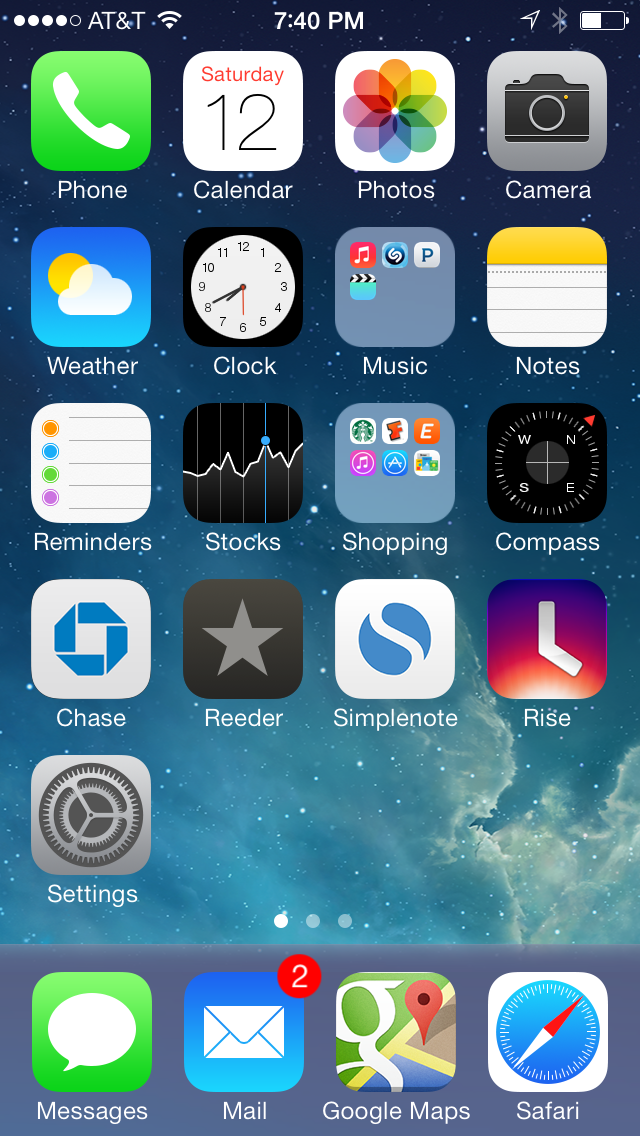 AT&T 7:40 PM
Saturday
12
Phone Calendar Photos Camera
12
11 1
10 2
9 3
8 4
7 5
6
P
Weather Clock Music Notes
W N
S E
E
Reminders Stocks Shopping Compass
Chase Reeder Simplenote Rise
Settings
2
g
Messages Mail Google Maps Safari